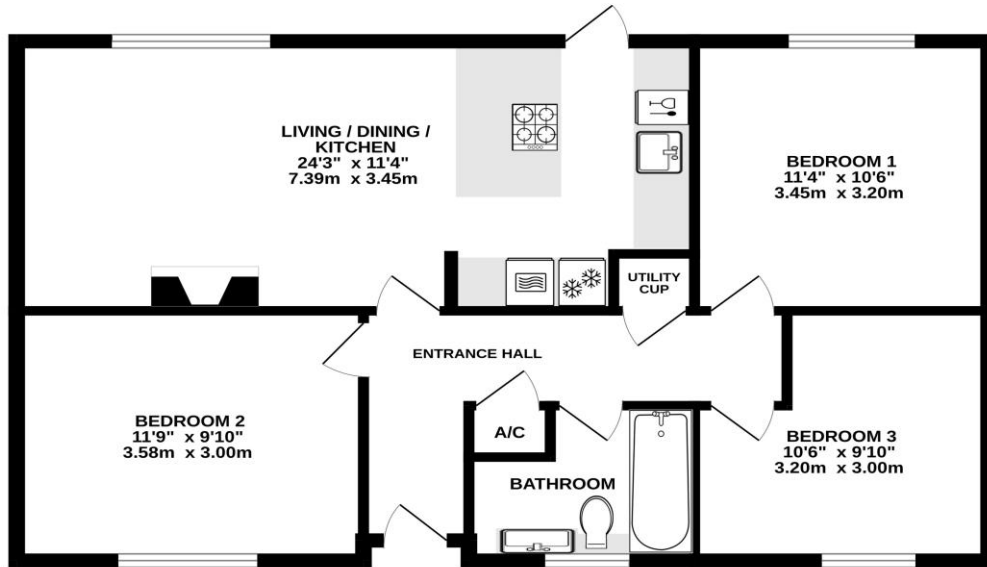 LIVING / DINING /
KITCHEN
24'3" x 11'4"
7.39m x 3.45m
BEDROOM 1
11'4" x 10'6"
3.45m x 3.20m
UTILITY
CUP
ENTRANCE HALL
BEDROOM 2
11'9" x 9'10"
3.58m x 3.00m
A/C
BATHROOM
BEDROOM 3
10'6" x 9'10"
3.20m x 3.00m